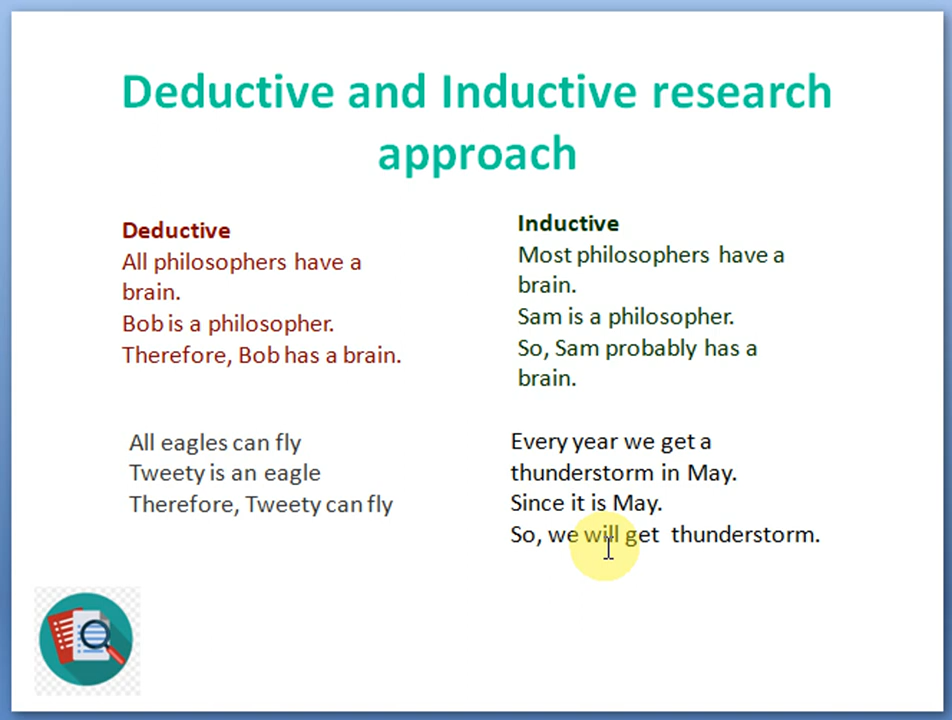 Deductive and Inductive research
approach
Deductive
All philosophers have a
brain.
Bob is a philosopher.
Therefore, Bob has a brain.
All eagles can fly
Tweety is an eagle
Therefore, Tweety can fly
Inductive
Most philosophers have a
brain.
Sam is a philosopher.
So, Sam probably has a
brain.
Every year we get a
thunderstorm in May.
Since it is May.
So, we will get thunderstorm.